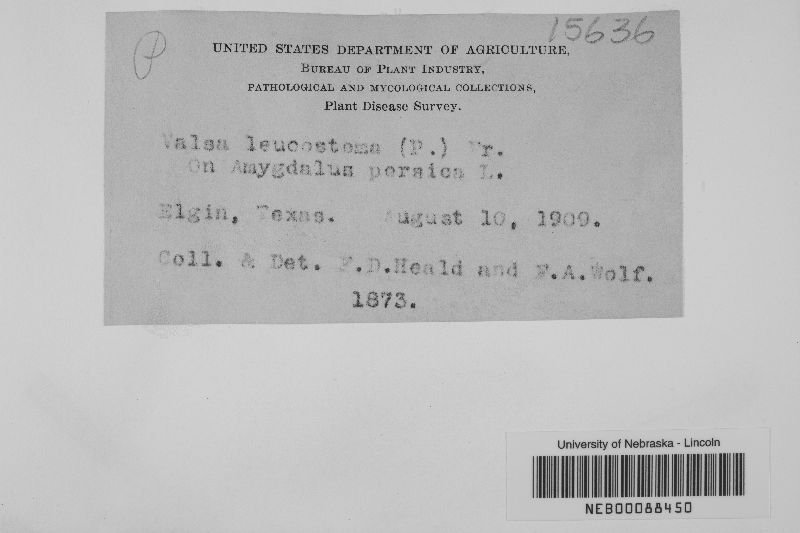 15636
P
UNITED STATES DEPARTMENT OF AGRICULTURE,
BUREAU OF PLANT INDUSTRY,
PATHOLOGICAL AND MYCOLOGICAL COLLECTIONS,
Plant Disease Survey.
Valsa leucostoma (P.) Fr.
On Amygdalus persica L.
Elgin, Texas. August 10, 1909.
Coll. & Det. F.D.Heald and F.A.Wolf.
1873.
University of Nebraska - Lincoln
NEB00088450